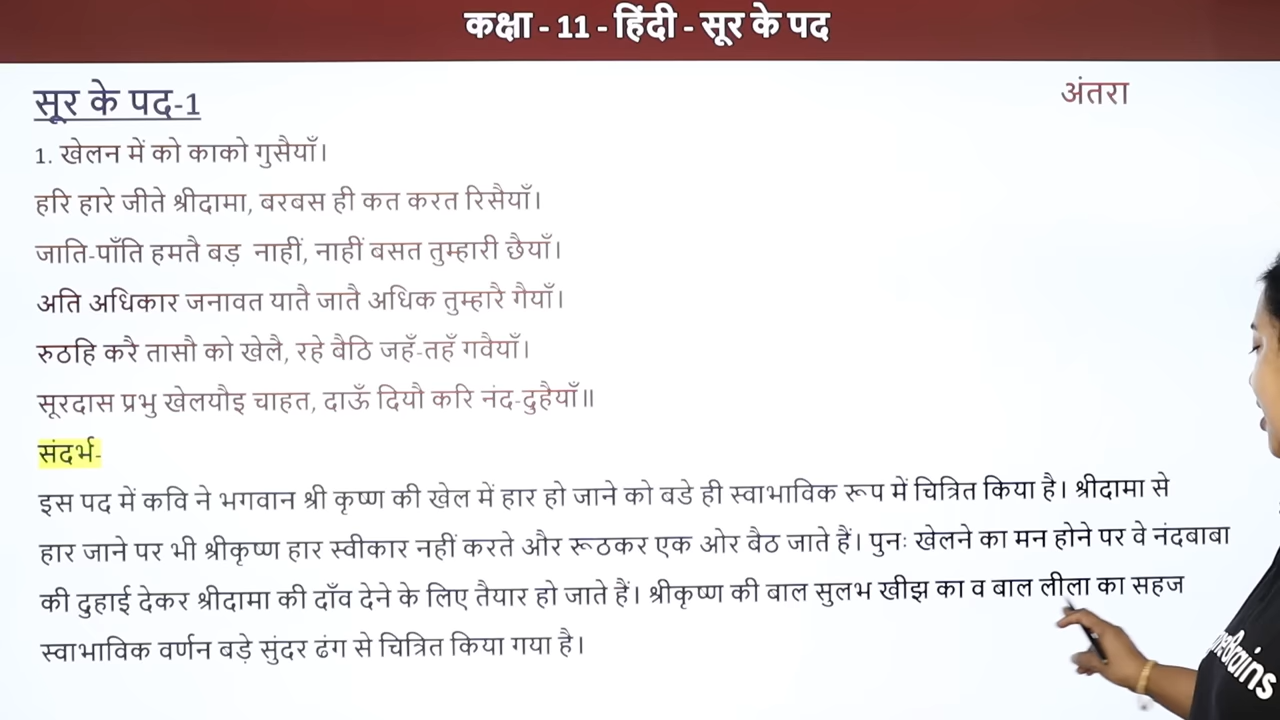 कक्षा - 11 - हिंदी - सूर के पद
सूर के पद-1
अंतरा
1. खेलन में को काको गुसैयाँ।
हरि हारे जीते श्रीदामा, वरवस ही कत करत रिसैयाँ।
जाति-पाँति हमतै बड़ नाहीं, नाहीं बसत तुम्हारी छैयाँ।
अति अधिकार जनावत यातै जातै अधिक तुम्हारै गैयाँ।
रुठहि करै तासौ को खेलै, रहे बैठि जहँ-तहँ गवैयाँ।
सूरदास प्रभु खेलयौइ चाहत, दाऊँ दियौ करि नंद-दुहैयाँ॥
संदर्भ-
इस पद में कवि ने भगवान श्री कृष्ण की खेल में हार हो जाने को बडे ही स्वाभाविक रूप में चित्रित किया है। श्रीदामा से
हार जाने पर भी श्रीकृष्ण हार स्वीकार नहीं करते और रूठकर एक ओर बैठ जाते हैं। पुनः खेलने का मन होने पर वे नंदबाबा
की दुहाई देकर श्रीदामा की दाँव देने के लिए तैयार हो जाते हैं। श्रीकृष्ण की बाल सुलभ खीझ का व बाल लीला का सहज
स्वाभाविक वर्णन बड़े सुंदर ढंग से चित्रित किया गया है।